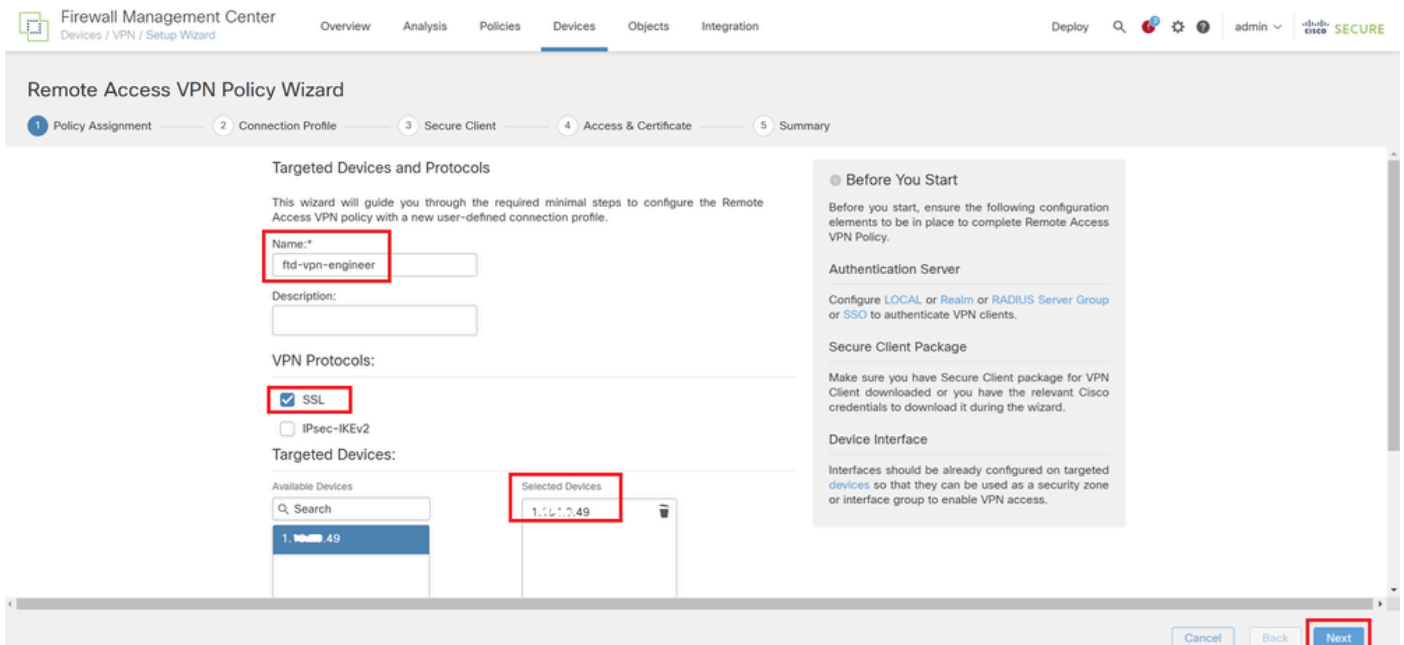 Firewall Management Center
Devices / VPN / Setup Wizard
Overview Analysis Policies Devices Objects Integration
Deploy admin cisco SECURE
Remote Access VPN Policy Wizard
1 Policy Assignment 2 Connection Profile 3 Secure Client 4 Access & Certificate 5 Summary
Targeted Devices and Protocols
This wizard will guide you through the required minimal steps to configure the Remote
Access VPN policy with a new user-defined connection profile.
Name:*
ftd-vpn-engineer
Description:
VPN Protocols:
SSL
IPsec-IKEv2
Targeted Devices:
Available Devices
Search
Selected Devices
Before You Start
Before you start, ensure the following configuration
elements to be in place to complete Remote Access
VPN Policy.
Authentication Server
Configure LOCAL or Realm or RADIUS Server Group
or SSO to authenticate VPN clients.
Secure Client Package
Make sure you have Secure Client package for VPN
Client downloaded or you have the relevant Cisco
credentials to download it during the wizard.
Device Interface
Interfaces should be already configured on targeted
devices so that they can be used as a security zone
or interface group to enable VPN access.
Cancel Back Next